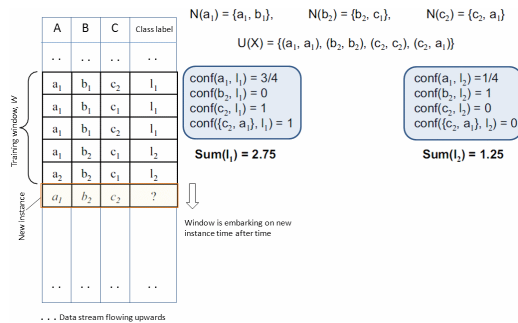 N(a₁) = {a₁, b₁},   N(b₂) = {b₂, c₁},   N(c₂) = {c₂, a₁}
U(X) = {(a₁, a₁), (b₂, b₂), (c₂, c₂), (c₂, a₁)}
A B C Class label
. . . . . . . .
a₁ b₁ c₂ l₁
a₁ b₁ c₁ l₁
a₁ b₁ c₂ l₁
a₁ b₂ c₁ l₂
a₂ b₂ c₁ l₂
a₁ b₂ c₂ ?
. . . . . . . .
Training window, W
New instance
conf(a₁, l₁) = 3/4
conf(b₂, l₁) = 0
conf(c₂, l₁) = 1
conf({c₂, a₁}, l₁) = 1
Sum(l₁) = 2.75
conf(a₁, l₂) =1/4
conf(b₂, l₂) = 1
conf(c₂, l₂) = 0
conf({c₂, a₁}, l₂) = 0
Sum(l₂) = 1.25
Window is embarking on new
instance time after time
. . . Data stream flowing upwards